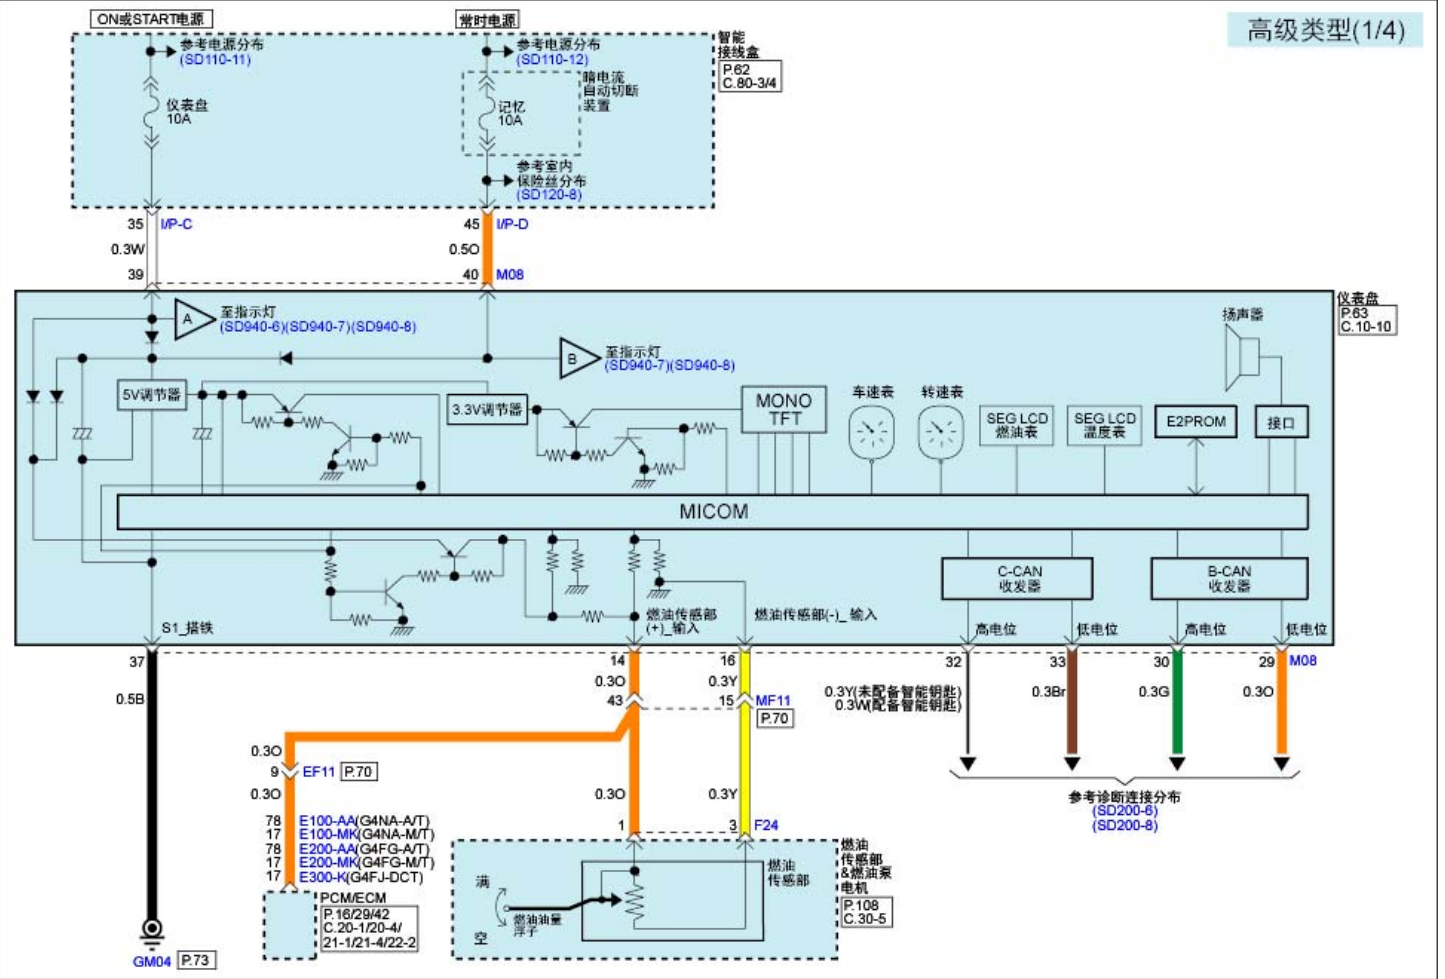 高级类型(1/4)
ON或START电源
常时电源
参考电源分布
(SD110-11)
参考电源分布
(SD110-12)
智能
接线盒
P.62
C.80-3/4
仪表盘
10A
记忆
10A
暗电流
自动切断
装置
参考室内
保险丝分布
(SD120-8)
35
I/P-C
45
I/P-D
0.3W
0.5O
39
40
M08
仪表盘
P.63
C.10-10
A
至指示灯
(SD940-6)(SD940-7)(SD940-8)
B
至指示灯
(SD940-7)(SD940-8)
扬声器
5V调节器
3.3V调节器
MONO
TFT
车速表
转速表
SEG LCD
燃油表
SEG LCD
温度表
E2PROM
接口
MICOM
C-CAN
收发器
B-CAN
收发器
S1_搭铁
燃油传感部
(+)_输入
燃油传感部(-)_输入
高电位
低电位
高电位
低电位
37
14
16
32
33
30
29
M08
0.5B
0.3O
0.3Y
0.3Y(未配备智能钥匙)
0.3W(配备智能钥匙)
0.3Br
0.3G
0.3O
43
15
MF11
P.70
0.3O
9
EF11
P.70
0.3O
0.3O
0.3Y
参考诊断连接分布
(SD200-6)
(SD200-8)
78
E100-AA(G4NA-A/T)
17
E100-MK(G4NA-M/T)
78
E200-AA(G4FG-A/T)
17
E200-MK(G4FG-M/T)
17
E300-K(G4FJ-DCT)
1
3
F24
PCM/ECM
P.16/29/42
C.20-1/20-4/
21-1/21-4/22-2
满
空
燃油油量
浮子
燃油
传感部
燃油
传感部
&燃油泵
电机
P.108
C.30-5
GM04
P.73